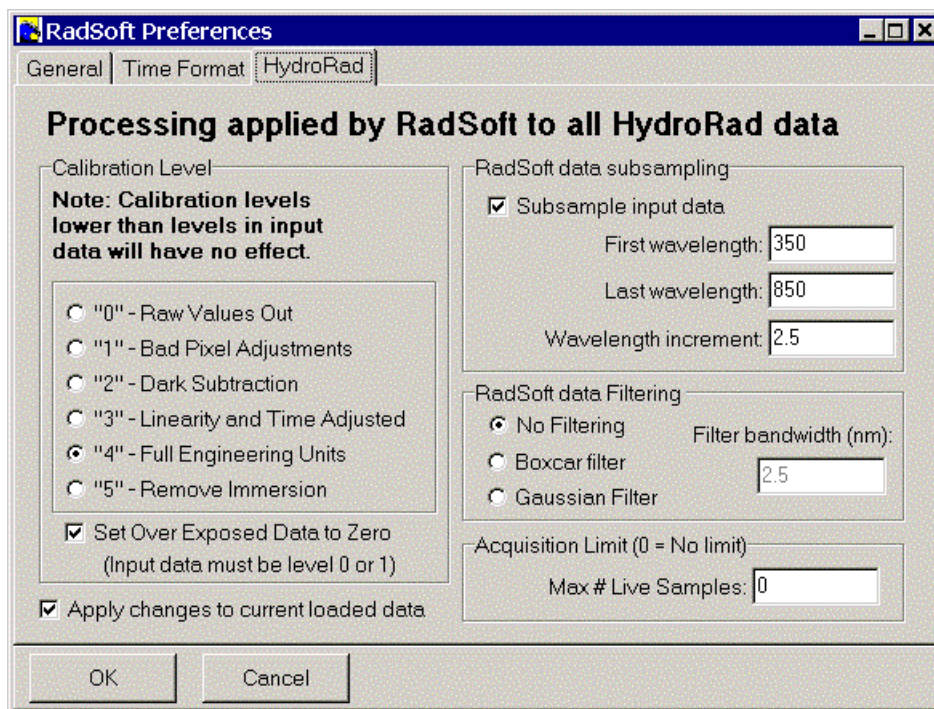 RadSoft Preferences
General
Time Format
HydroRad
Processing applied by RadSoft to all HydroRad data
Calibration Level
Note: Calibration levels
lower than levels in input
data will have no effect.
"0" - Raw Values Out
"1" - Bad Pixel Adjustments
"2" - Dark Subtraction
"3" - Linearity and Time Adjusted
"4" - Full Engineering Units
"5" - Remove Immersion
Set Over Exposed Data to Zero
(Input data must be level 0 or 1)
Apply changes to current loaded data
RadSoft data subsampling
Subsample input data
First wavelength: 350
Last wavelength: 850
Wavelength increment: 2.5
RadSoft data Filtering
No Filtering
Boxcar filter
Gaussian Filter
Filter bandwidth (nm):
2.5
Acquisition Limit (0 = No limit)
Max # Live Samples: 0
OK
Cancel